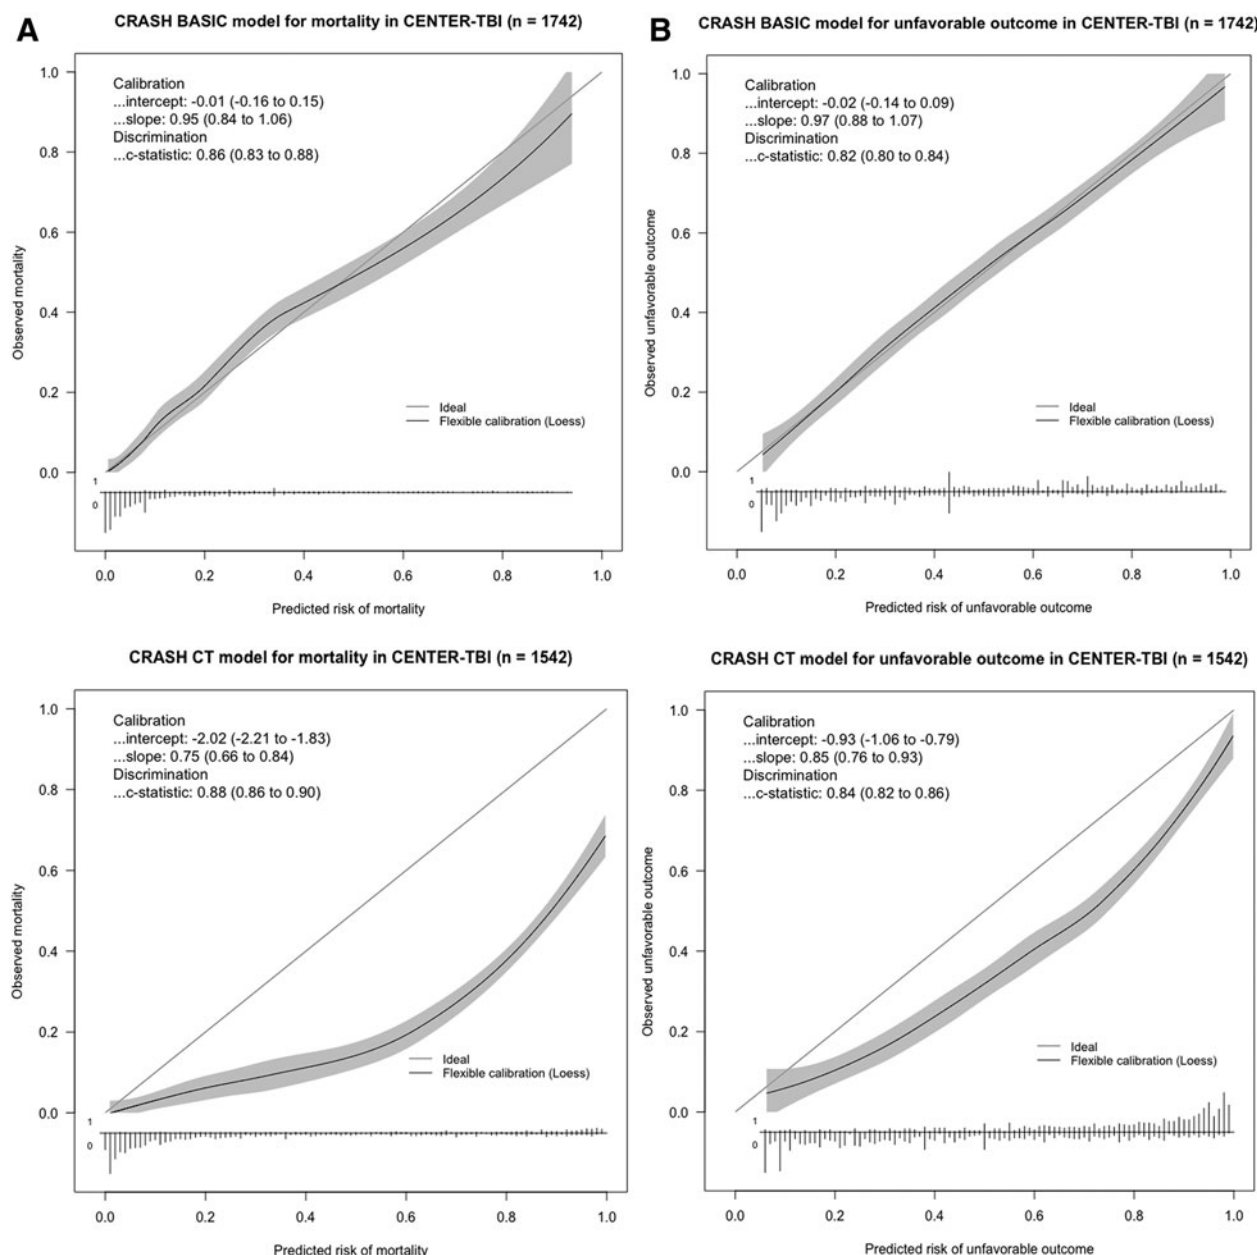 A
CRASH BASIC model for mortality in CENTER-TBI (n = 1742)
Calibration
...intercept: -0.01 (-0.16 to 0.15)
...slope: 0.95 (0.84 to 1.06)
Discrimination
...c-statistic: 0.86 (0.83 to 0.88)
1.0
0.8
0.6
0.4
0.2
0.0
Observed mortality
Ideal
Flexible calibration (Loess)
1
0
0.0 0.2 0.4 0.6 0.8 1.0
Predicted risk of mortality
B
CRASH BASIC model for unfavorable outcome in CENTER-TBI (n = 1742)
Calibration
...intercept: -0.02 (-0.14 to 0.09)
...slope: 0.97 (0.88 to 1.07)
Discrimination
...c-statistic: 0.82 (0.80 to 0.84)
1.0
0.8
0.6
0.4
0.2
0.0
Observed unfavorable outcome
Ideal
Flexible calibration (Loess)
1
0
0.0 0.2 0.4 0.6 0.8 1.0
Predicted risk of unfavorable outcome
CRASH CT model for mortality in CENTER-TBI (n = 1542)
Calibration
...intercept: -2.02 (-2.21 to -1.83)
...slope: 0.75 (0.66 to 0.84)
Discrimination
...c-statistic: 0.88 (0.86 to 0.90)
1.0
0.8
0.6
0.4
0.2
0.0
Observed mortality
Ideal
Flexible calibration (Loess)
1
0
0.0 0.2 0.4 0.6 0.8 1.0
Predicted risk of mortality
CRASH CT model for unfavorable outcome in CENTER-TBI (n = 1542)
Calibration
...intercept: -0.93 (-1.06 to -0.79)
...slope: 0.85 (0.76 to 0.93)
Discrimination
...c-statistic: 0.84 (0.82 to 0.86)
1.0
0.8
0.6
0.4
0.2
0.0
Observed unfavorable outcome
Ideal
Flexible calibration (Loess)
1
0
0.0 0.2 0.4 0.6 0.8 1.0
Predicted risk of unfavorable outcome